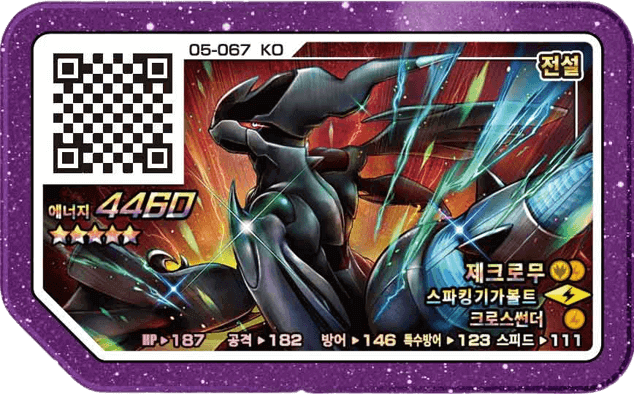 05-067 KO
전설
에너지 4460
제크로무
스파킹기가볼트
크로스썬더
HP▶187 공격▶182 방어▶146 특수방어▶123 스피드▶111